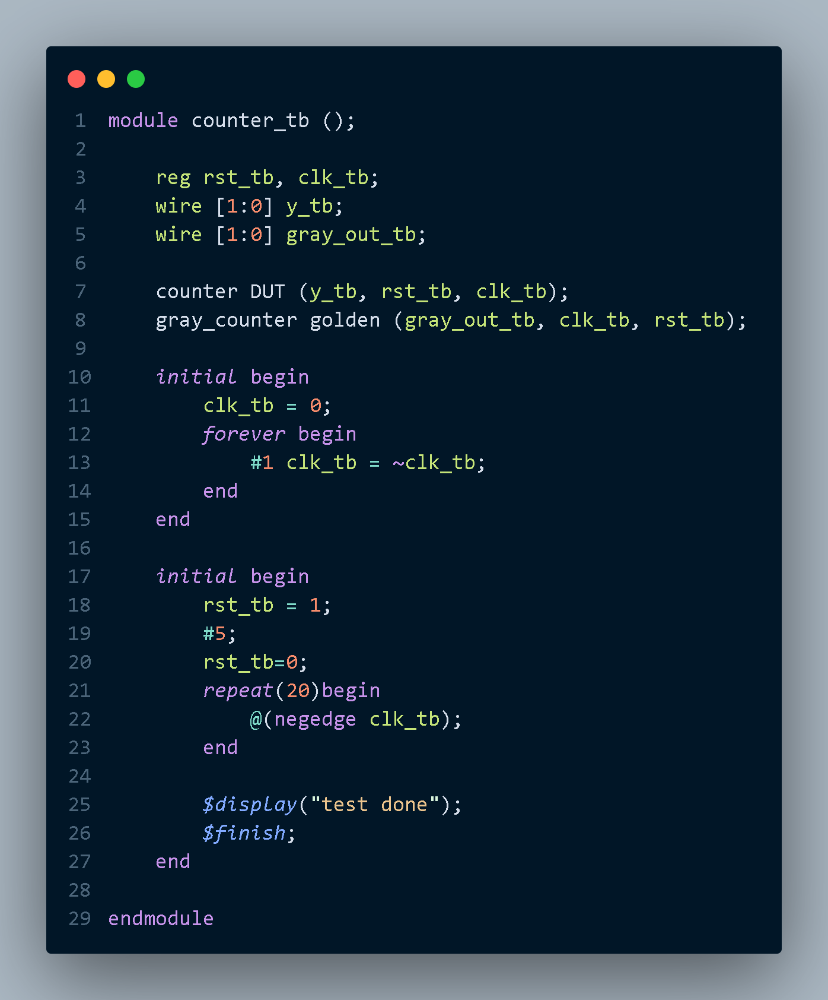 1 module counter_tb ();
2
3     reg rst_tb, clk_tb;
4     wire [1:0] y_tb;
5     wire [1:0] gray_out_tb;
6
7     counter DUT (y_tb, rst_tb, clk_tb);
8     gray_counter golden (gray_out_tb, clk_tb, rst_tb);
9
10     initial begin
11         clk_tb = 0;
12         forever begin
13             #1 clk_tb = ~clk_tb;
14         end
15     end
16
17     initial begin
18         rst_tb = 1;
19         #5;
20         rst_tb=0;
21         repeat(20)begin
22             @(negedge clk_tb);
23         end
24
25         $display("test done");
26         $finish;
27     end
28
29 endmodule